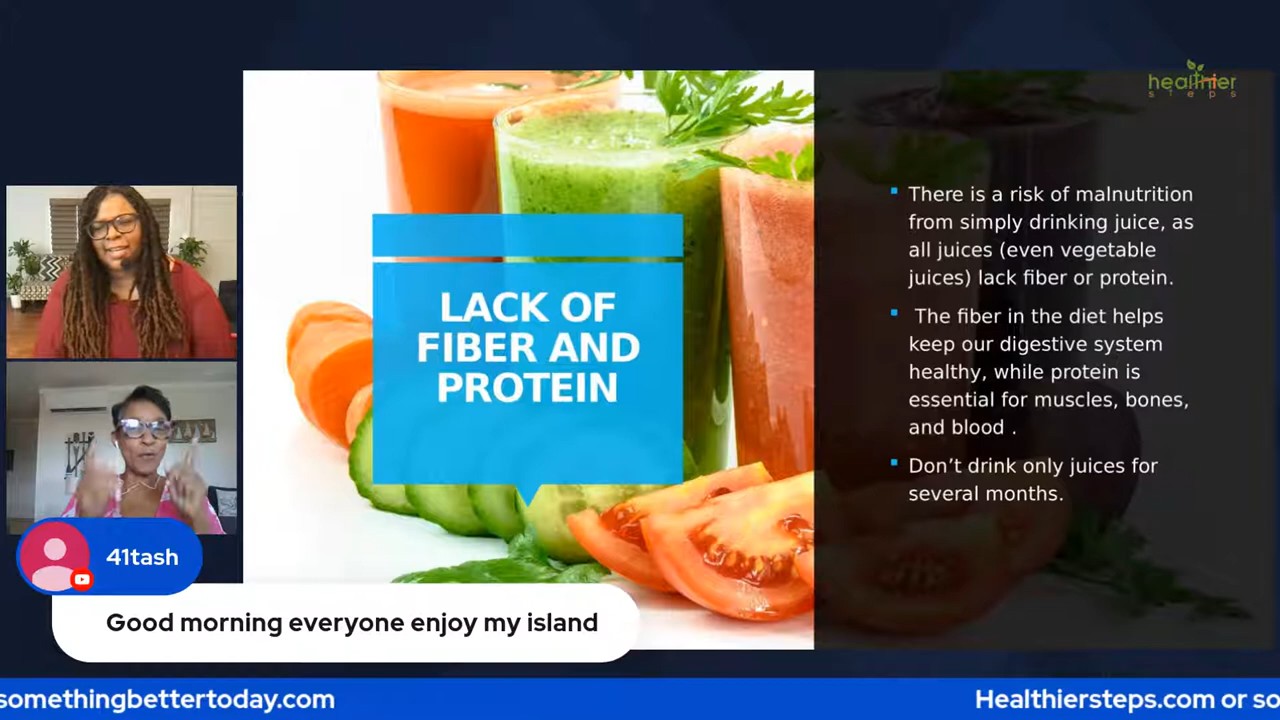 healthier
steps
There is a risk of malnutrition
from simply drinking juice, as
all juices (even vegetable
juices) lack fiber or protein.
The fiber in the diet helps
keep our digestive system
healthy, while protein is
essential for muscles, bones,
and blood .
Don’t drink only juices for
several months.
LACK OF
FIBER AND
PROTEIN
41tash
Good morning everyone enjoy my island
somethingbettertoday.com
Healthiersteps.com or so